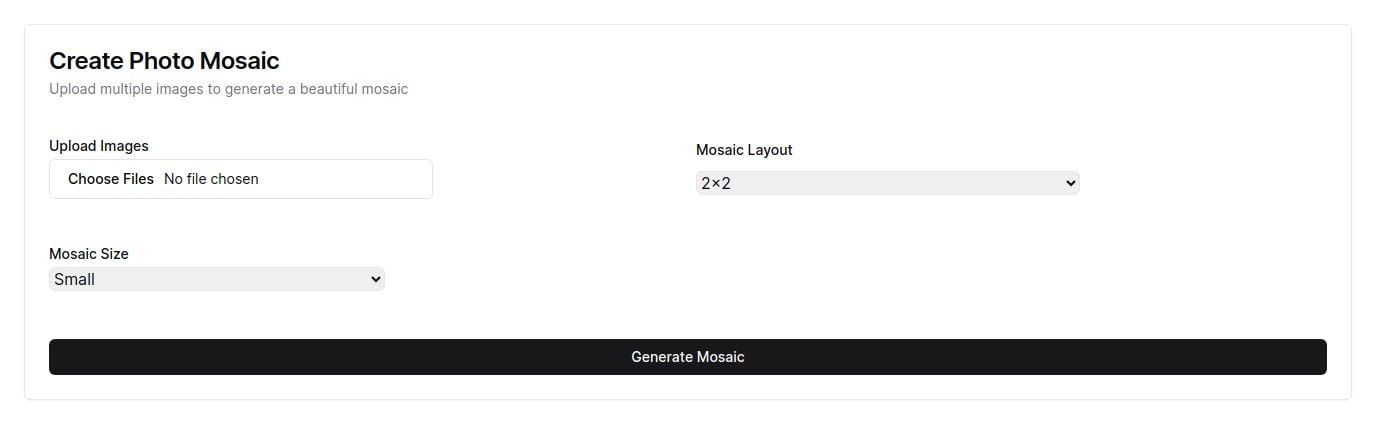 Create Photo Mosaic
Upload multiple images to generate a beautiful mosaic
Upload Images
Choose Files No file chosen
Mosaic Layout
2×2
Mosaic Size
Small
Generate Mosaic